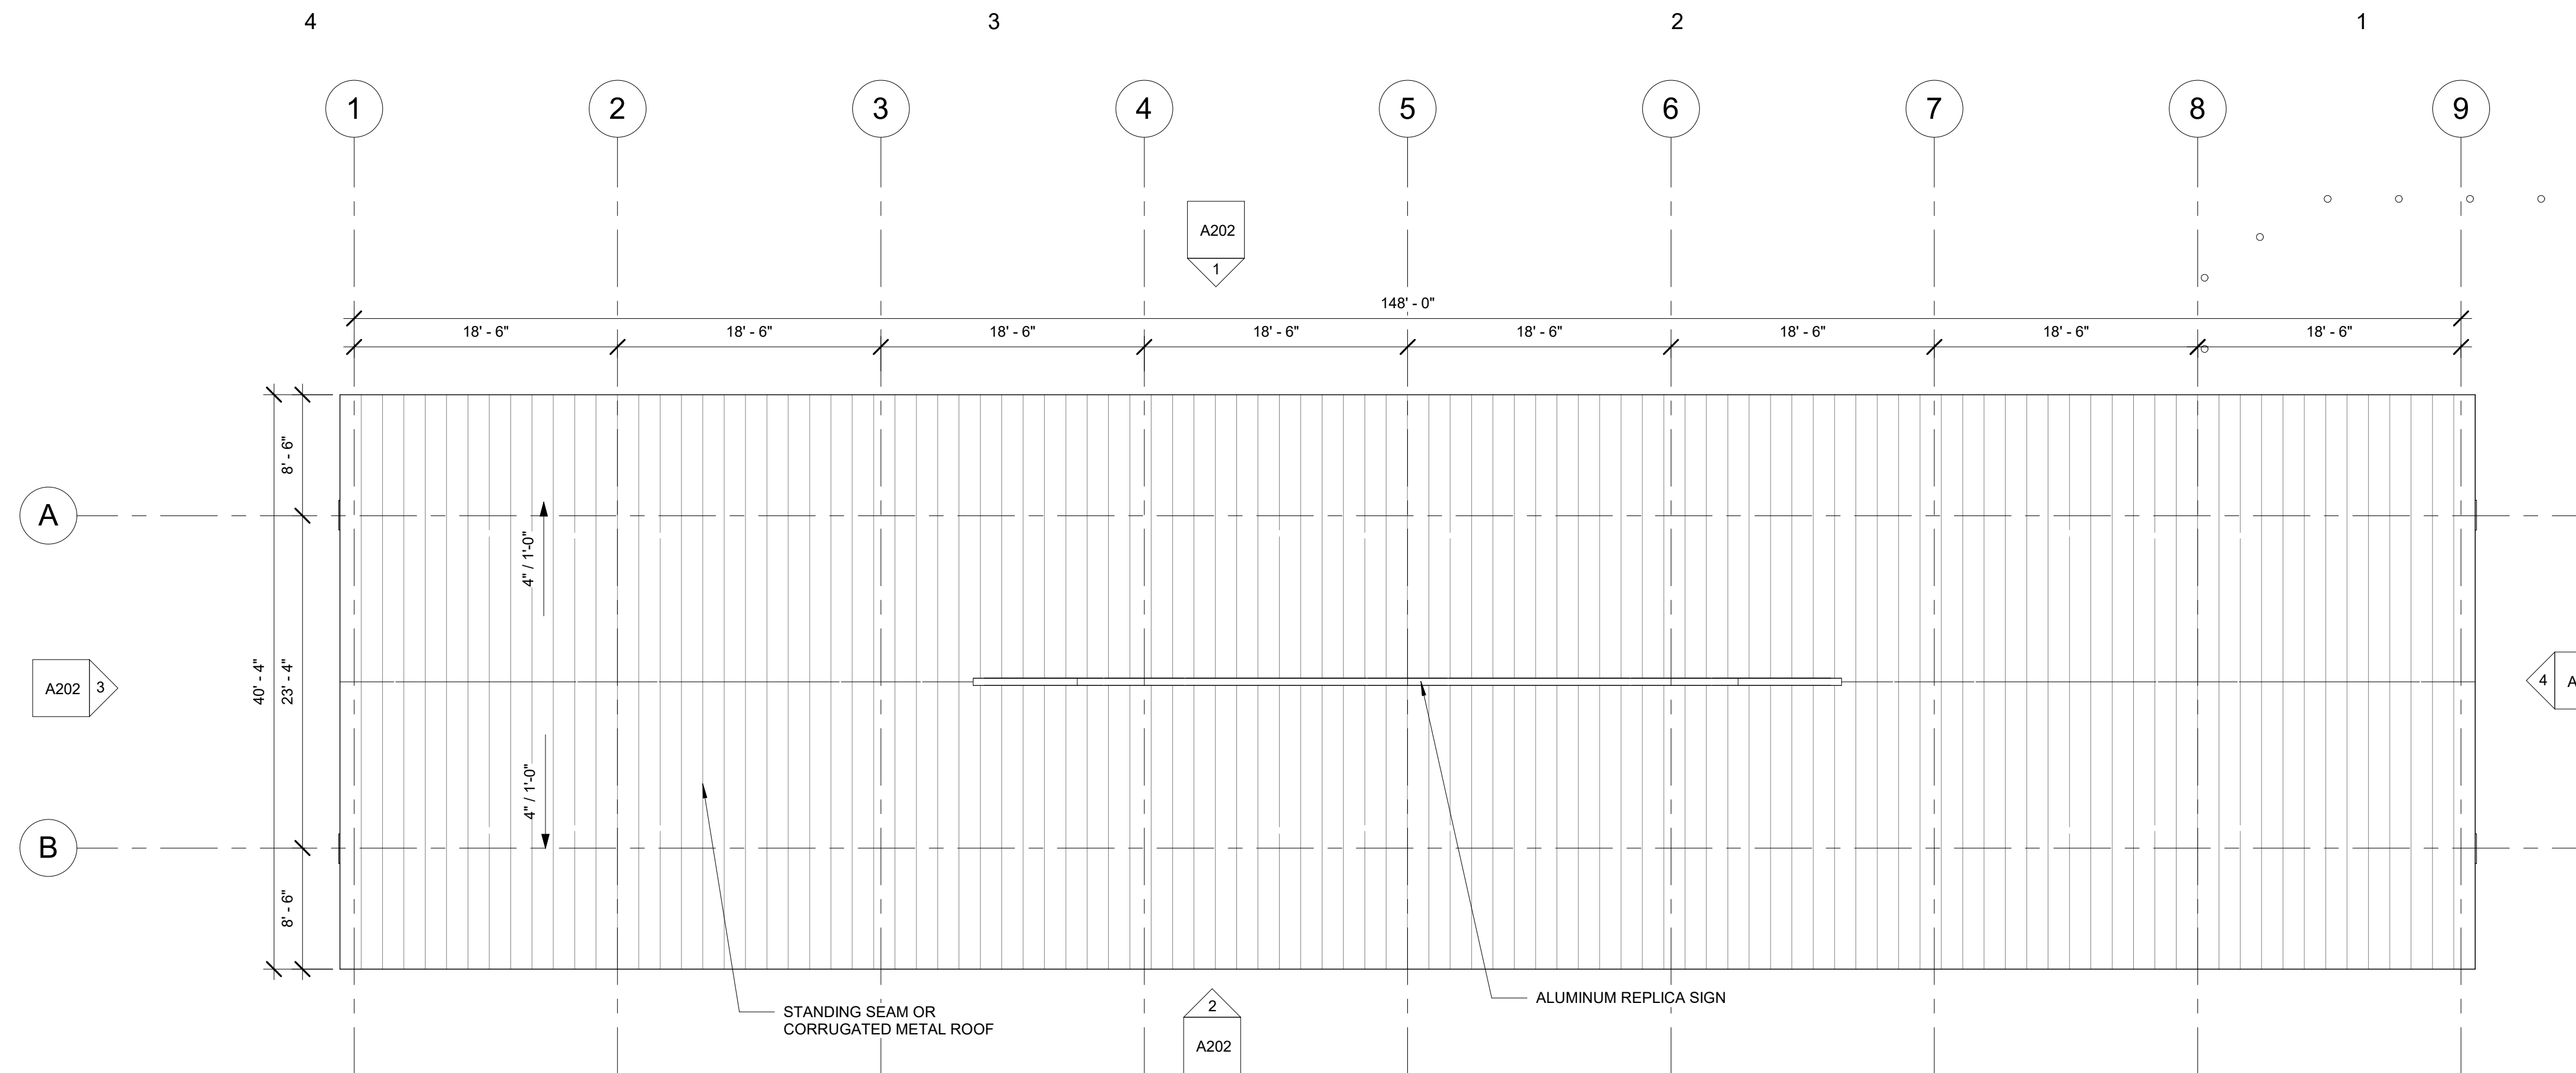 4 3 2 1
1 2 3 4 5 6 7 8 9
A202
1
148' - 0"
18' - 6" 18' - 6" 18' - 6" 18' - 6" 18' - 6" 18' - 6" 18' - 6" 18' - 6"
8' - 6"
A
4" / 1'-0"
40' - 4"
23' - 4"
A202 3
4 A
4" / 1'-0"
B
8' - 6"
ALUMINUM REPLICA SIGN
STANDING SEAM OR
CORRUGATED METAL ROOF
2
A202